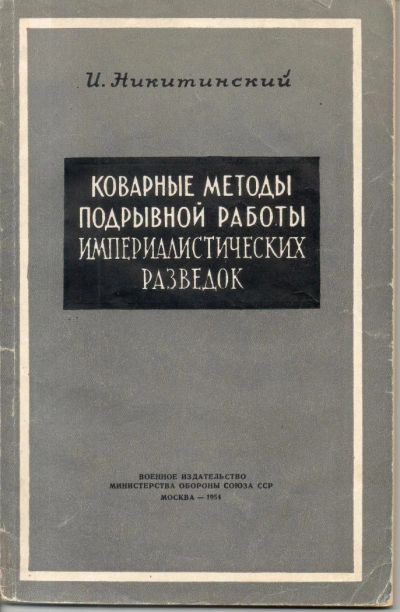 И. Никитинский
КОВАРНЫЕ МЕТОДЫ
ПОДРЫВНОЙ РАБОТЫ
ИМПЕРИАЛИСТИЧЕСКИХ
РАЗВЕДОК
ВОЕННОЕ ИЗДАТЕЛЬСТВО
МИНИСТЕРСТВА ОБОРОНЫ СОЮЗА ССР
МОСКВА — 1954